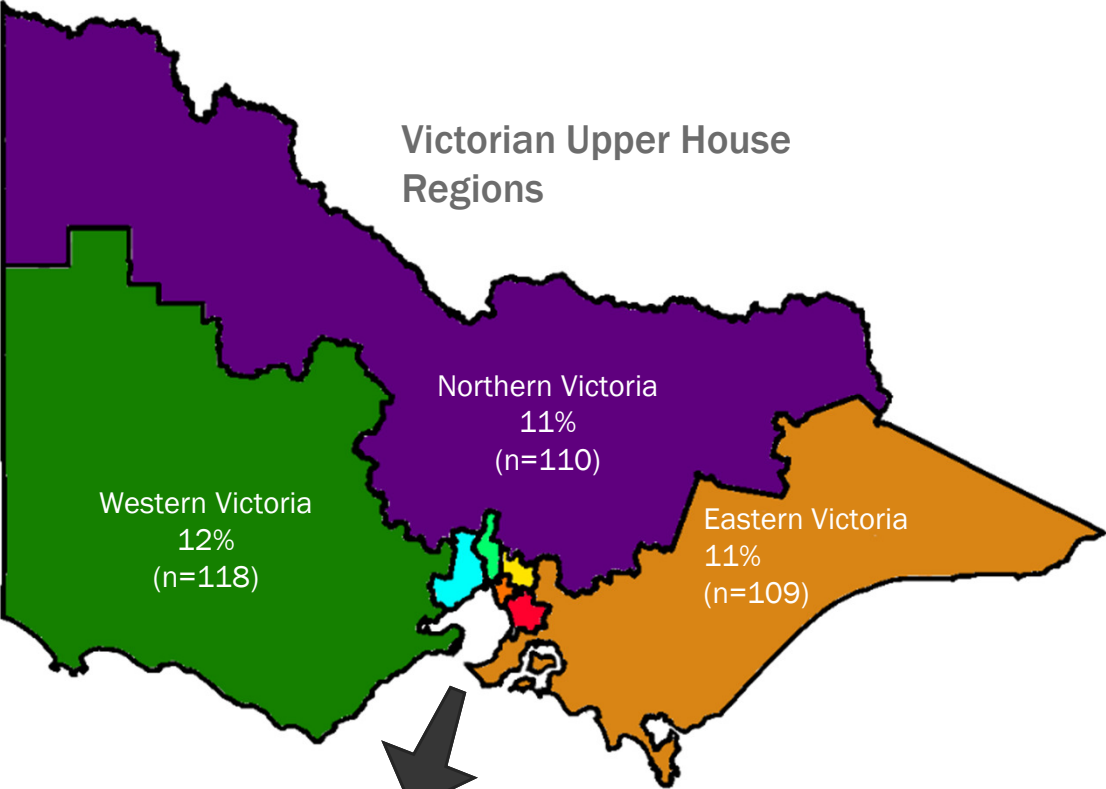 Victorian Upper House
Regions
Northern Victoria
11%
(n=110)
Western Victoria
12%
(n=118)
Eastern Victoria
11%
(n=109)